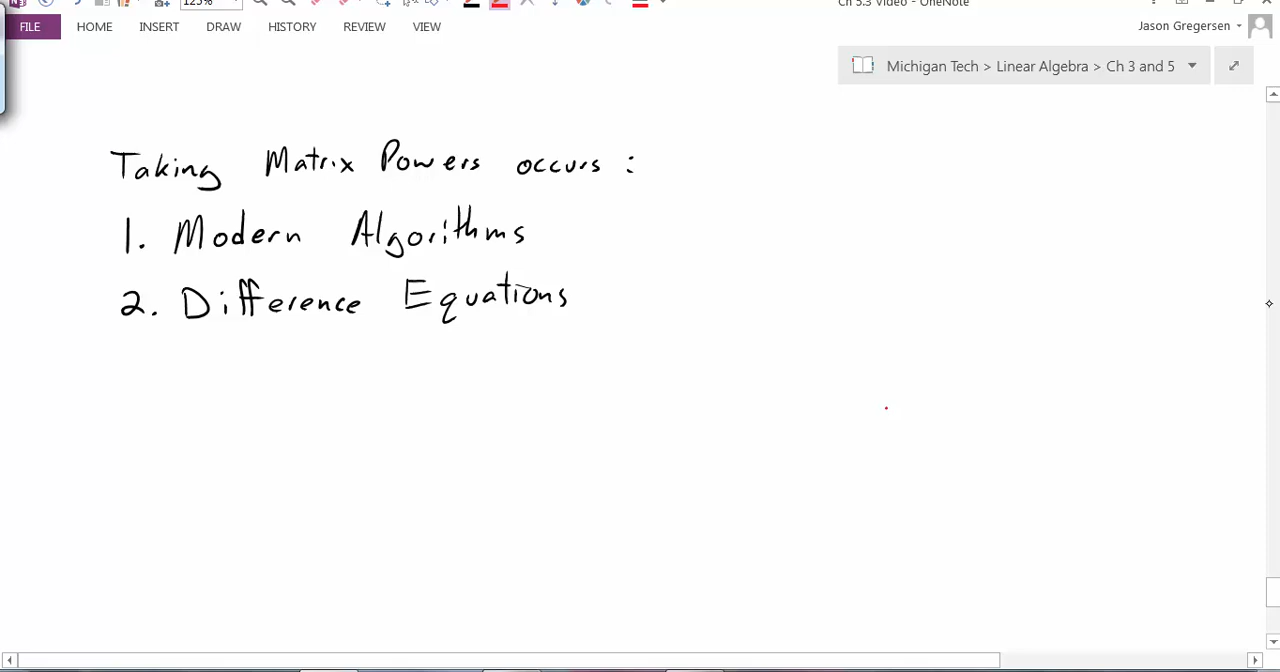 125%
Ch 5.3 Video - OneNote
FILE HOME INSERT DRAW HISTORY REVIEW VIEW
Jason Gregersen
Michigan Tech > Linear Algebra > Ch 3 and 5
Taking Matrix Powers occurs :
1. Modern Algorithms
2. Difference Equations